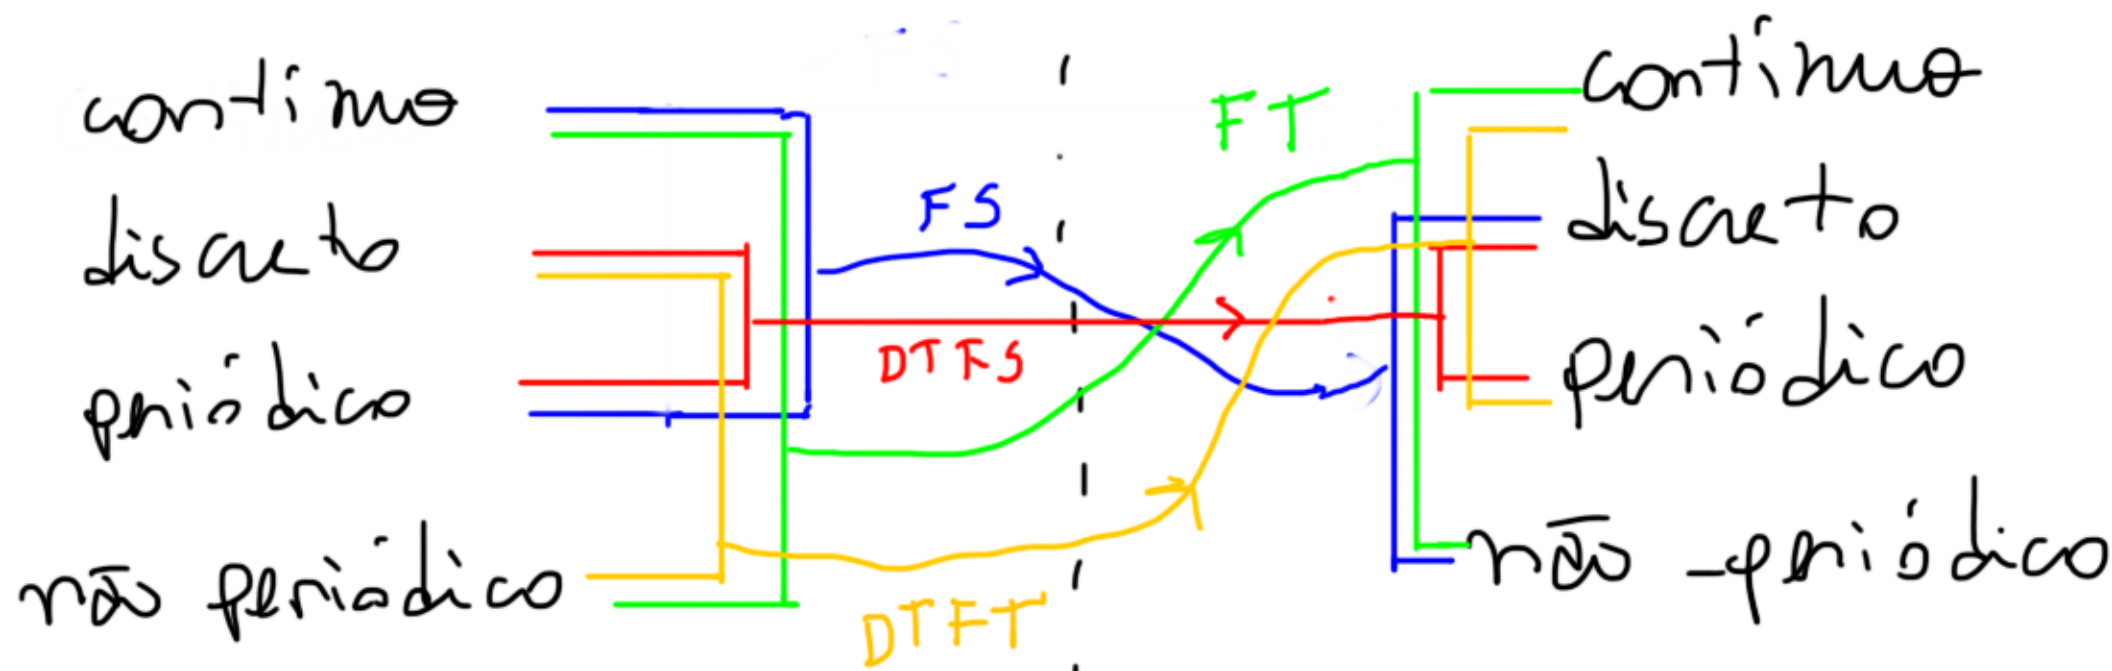 contínuo
discreto
periódico
não periódico
FS
DTFS
DTFT
FT
contínuo
discreto
periódico
não-periódico